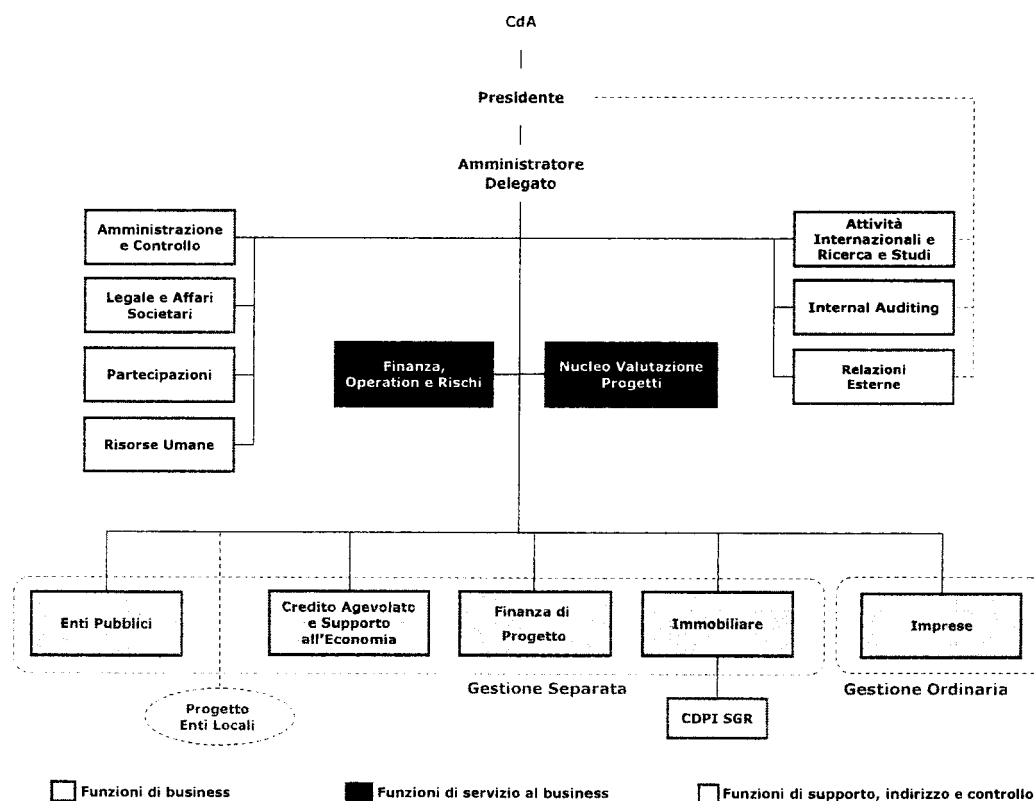 CdA
Presidente
Amministratore
Delegato
Amministrazione
e Controllo
Legale e Affari
Societari
Partecipazioni
Risorse Umane
Attività
Internazionali e
Ricerca e Studi
Internal Auditing
Relazioni
Esterne
Finanza,
Operation e Rischi
Nucleo Valutazione
Progetti
Enti Pubblici
Credito Agevolato
e Supporto
all'Economia
Finanza di
Progetto
Immobiliare
Imprese
Gestione Separata
Gestione Ordinaria
Progetto
Enti Locali
CDPI SGR
Funzioni di business
Funzioni di servizio al business
Funzioni di supporto, indirizzo e controllo